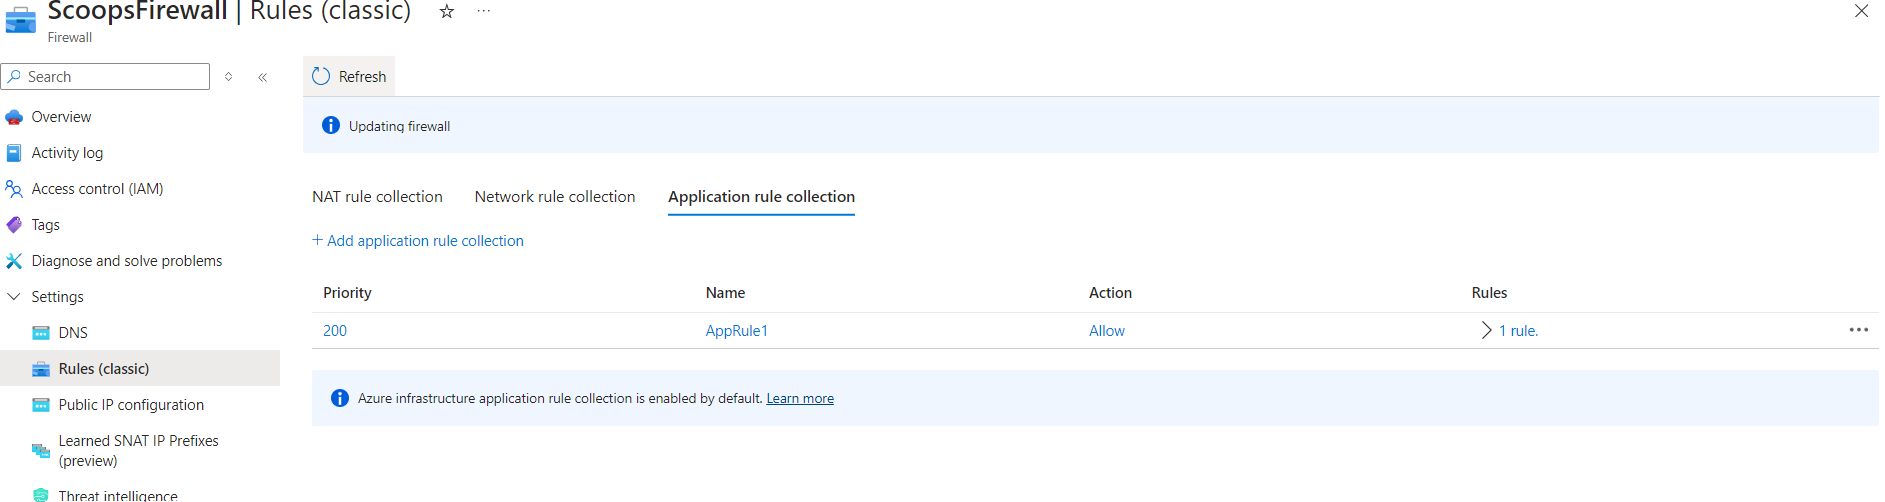 ScoopsFirewall | Rules (classic)
Firewall
Search
Refresh
Overview
Activity log
Access control (IAM)
Tags
Diagnose and solve problems
Settings
DNS
Rules (classic)
Public IP configuration
Learned SNAT IP Prefixes
(preview)
Threat intelligence
Updating firewall
NAT rule collection Network rule collection Application rule collection
+ Add application rule collection
Priority Name Action Rules
200 AppRule1 Allow 1 rule.
Azure infrastructure application rule collection is enabled by default. Learn more